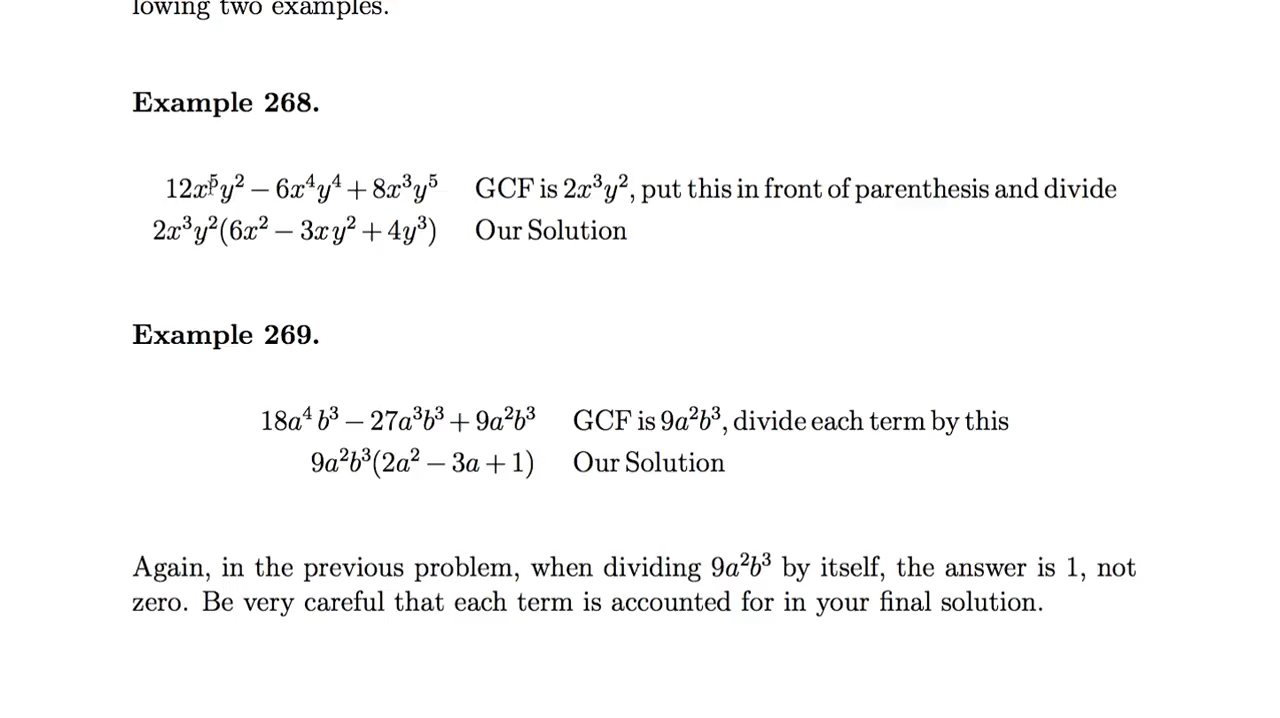 lowing two examples.
Example 268.
12x⁵y² − 6x⁴y⁴ + 8x³y⁵ GCF is 2x³y², put this in front of parenthesis and divide
2x³y²(6x² − 3xy² + 4y³) Our Solution
Example 269.
18a⁴b³ − 27a³b³ + 9a²b³ GCF is 9a²b³, divide each term by this
9a²b³(2a² − 3a + 1) Our Solution
Again, in the previous problem, when dividing 9a²b³ by itself, the answer is 1, not
zero. Be very careful that each term is accounted for in your final solution.